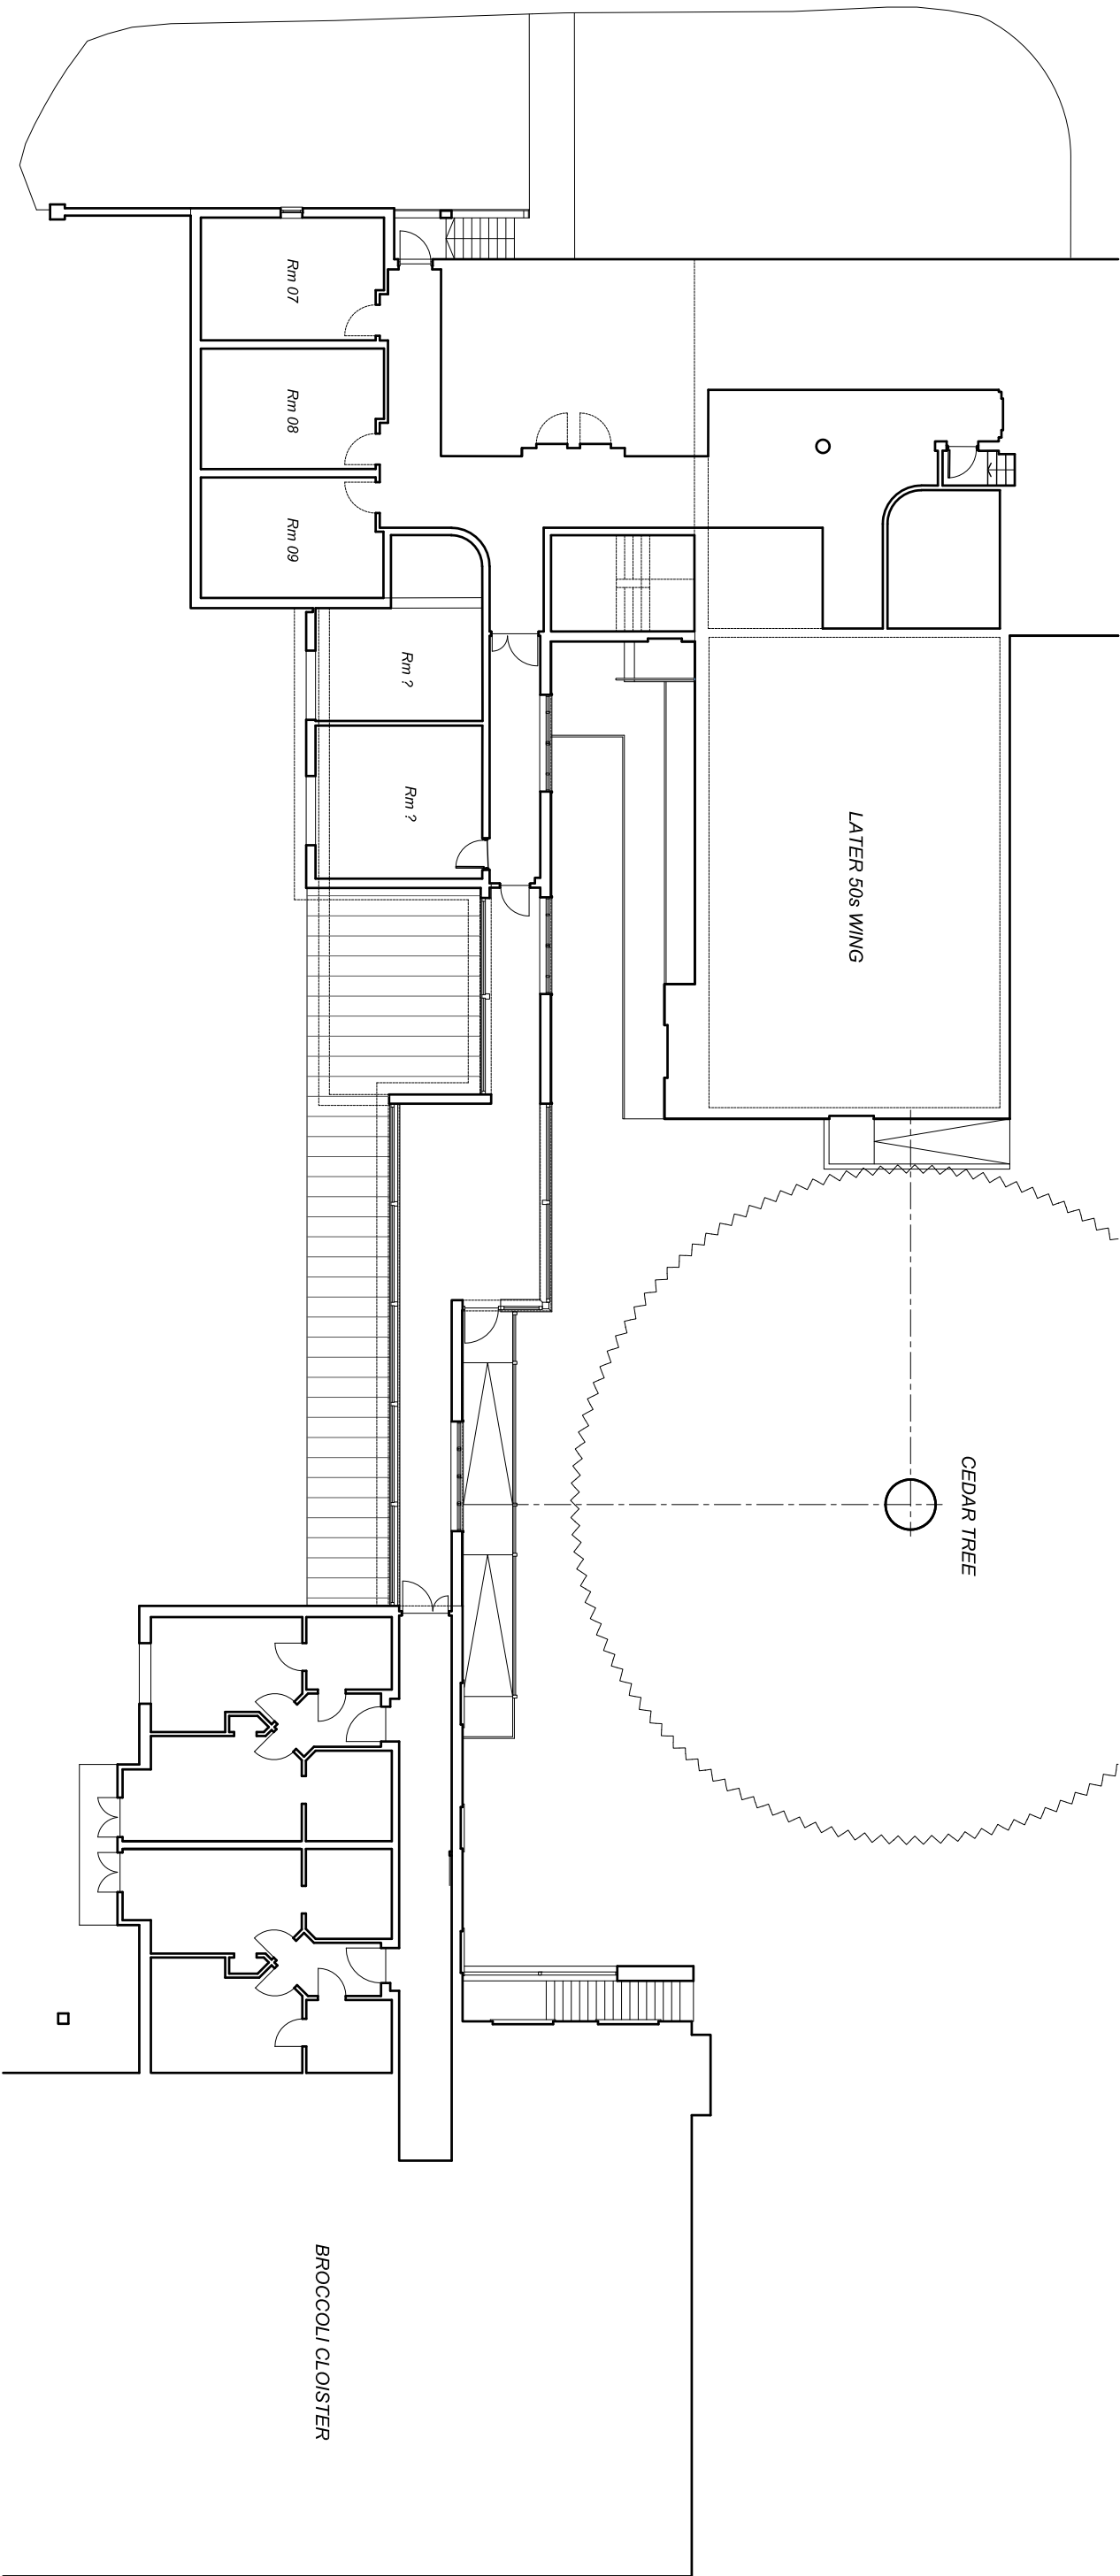 Rm 07
Rm 08
Rm 09
Rm ?
Rm ?
LATER 50s WING
CEDAR TREE
BROCCOLI CLOISTER